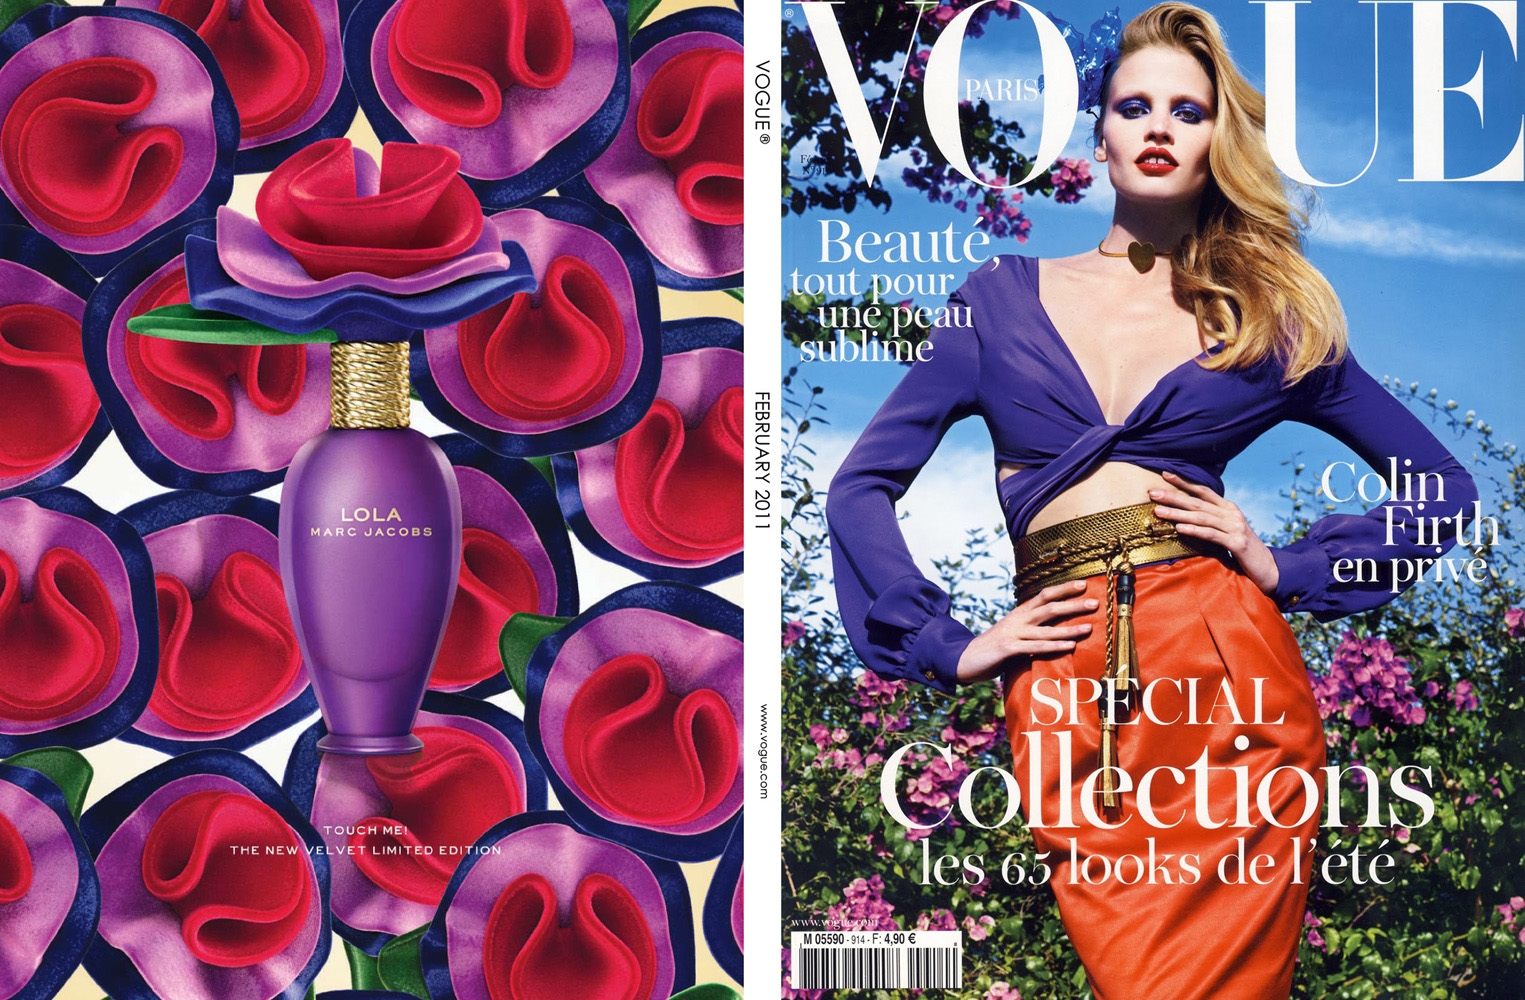 LOLA
MARC JACOBS
TOUCH ME!
THE NEW VELVET LIMITED EDITION
VOGUE ®
FEBRUARY 2011
www.vogue.com
®
VOGUE
PARIS
Beauté,
tout pour
une peau
sublime
Colin
Firth
en privé
SPÉCIAL
Collections
les 65 looks de l'été
www.vogue.com
M 05590 - 914 - F: 4,90 €